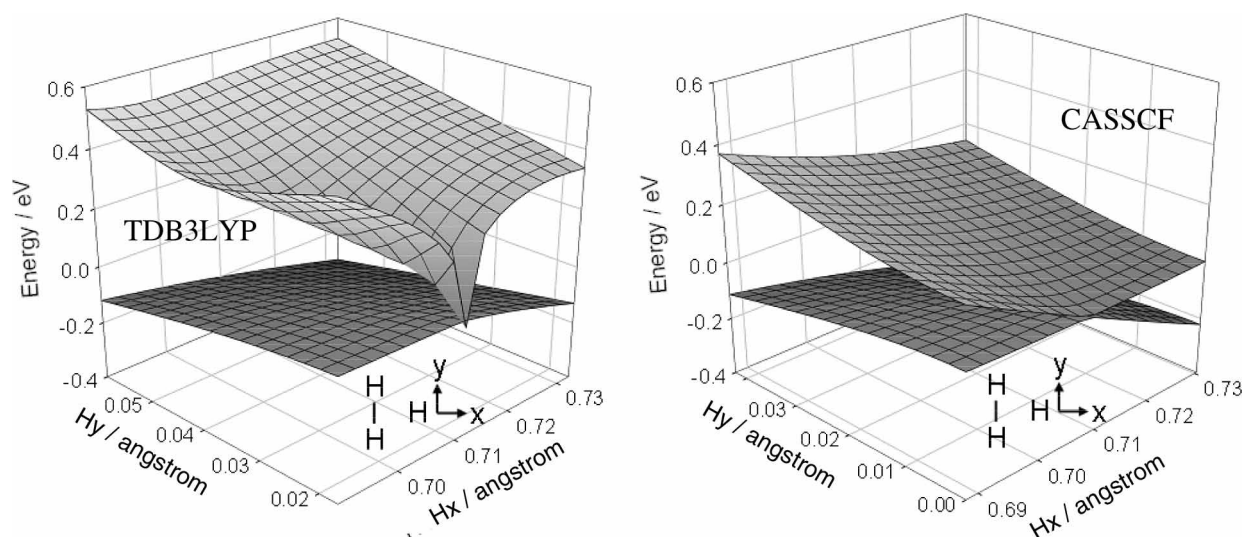 0.6
0.4
0.2
0.0
-0.2
-0.4
Energy / eV
TDB3LYP
0.05
0.04
0.03
0.02
Hy / angstrom
0.70
0.71
0.72
0.73
Hx / angstrom
H
H
H
y
x
0.6
0.4
0.2
0.0
-0.2
-0.4
Energy / eV
CASSCF
0.03
0.02
0.01
0.00
Hy / angstrom
0.69
0.70
0.71
0.72
0.73
Hx / angstrom
H
H
H
y
x